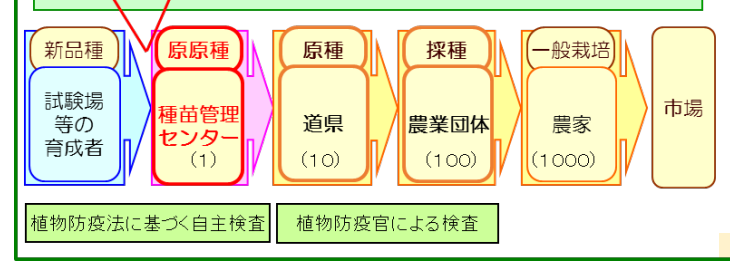 新品種
原原種
原種
採種
一般栽培
試験場
等の
育成者
種苗管理
センター
（1）
道県
（10）
農業団体
（100）
農家
（1000）
市場
植物防疫法に基づく自主検査
植物防疫官による検査